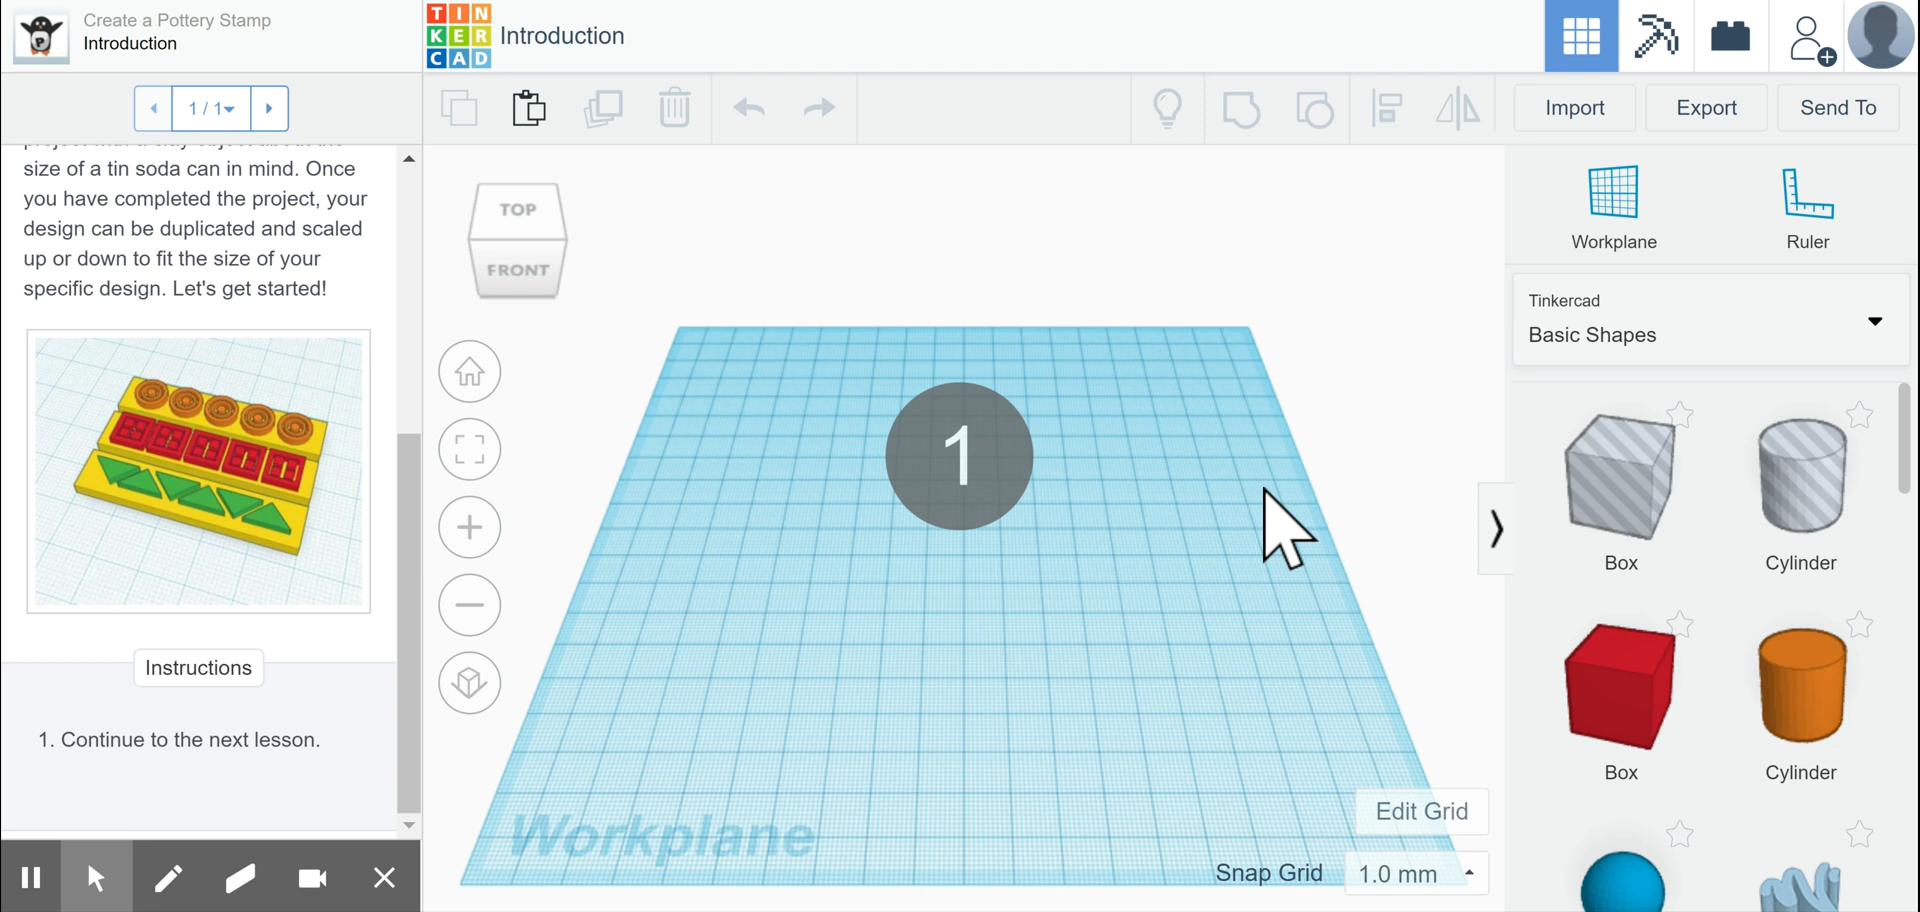 Create a Pottery Stamp
Introduction
P
TIN
KER
CAD
Introduction
1 / 1
Import
Export
Send To
size of a tin soda can in mind. Once
you have completed the project, your
design can be duplicated and scaled
up or down to fit the size of your
specific design. Let's get started!
Instructions
1. Continue to the next lesson.
TOP
FRONT
1
Workplane
Edit Grid
Snap Grid
1.0 mm
Workplane
Ruler
Tinkercad
Basic Shapes
Box
Cylinder
Box
Cylinder